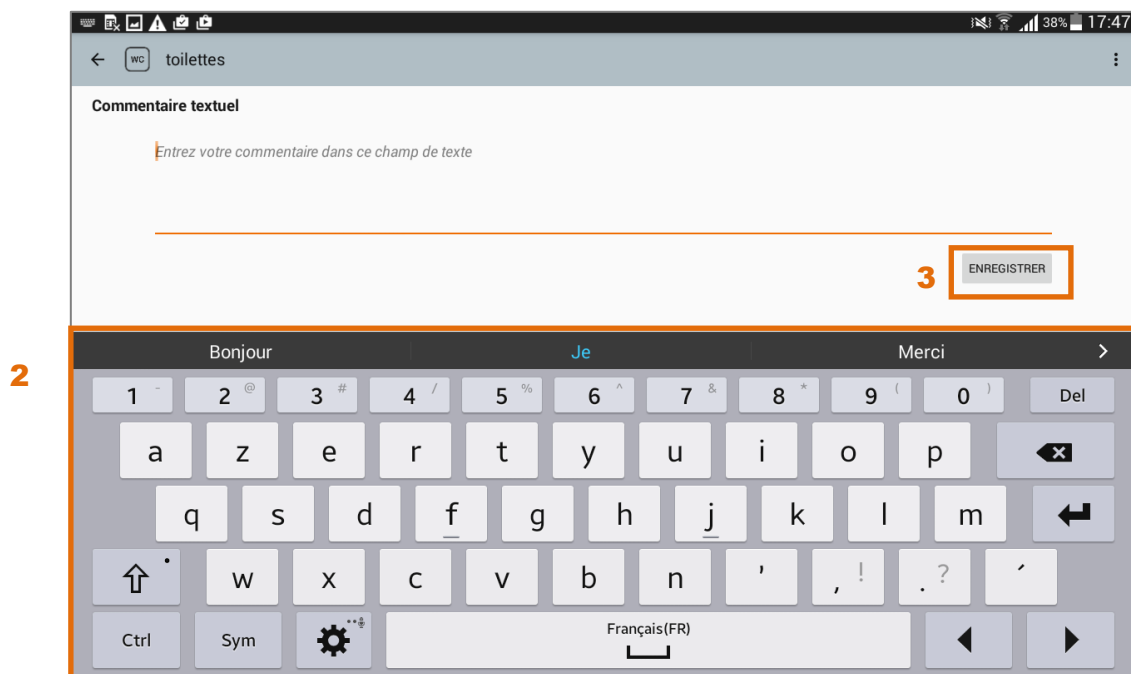 38% 17:47
WC toilettes
Commentaire textuel
Entrez votre commentaire dans ce champ de texte
3 ENREGISTRER
2
Bonjour Je Merci >
1 - 2 @ 3 # 4 / 5 % 6 ^ 7 & 8 * 9 ( 0 ) Del
a z e r t y u i o p
q s d f g h j k l m
w x c v b n ' , ! . ? ´
Ctrl Sym Français(FR)